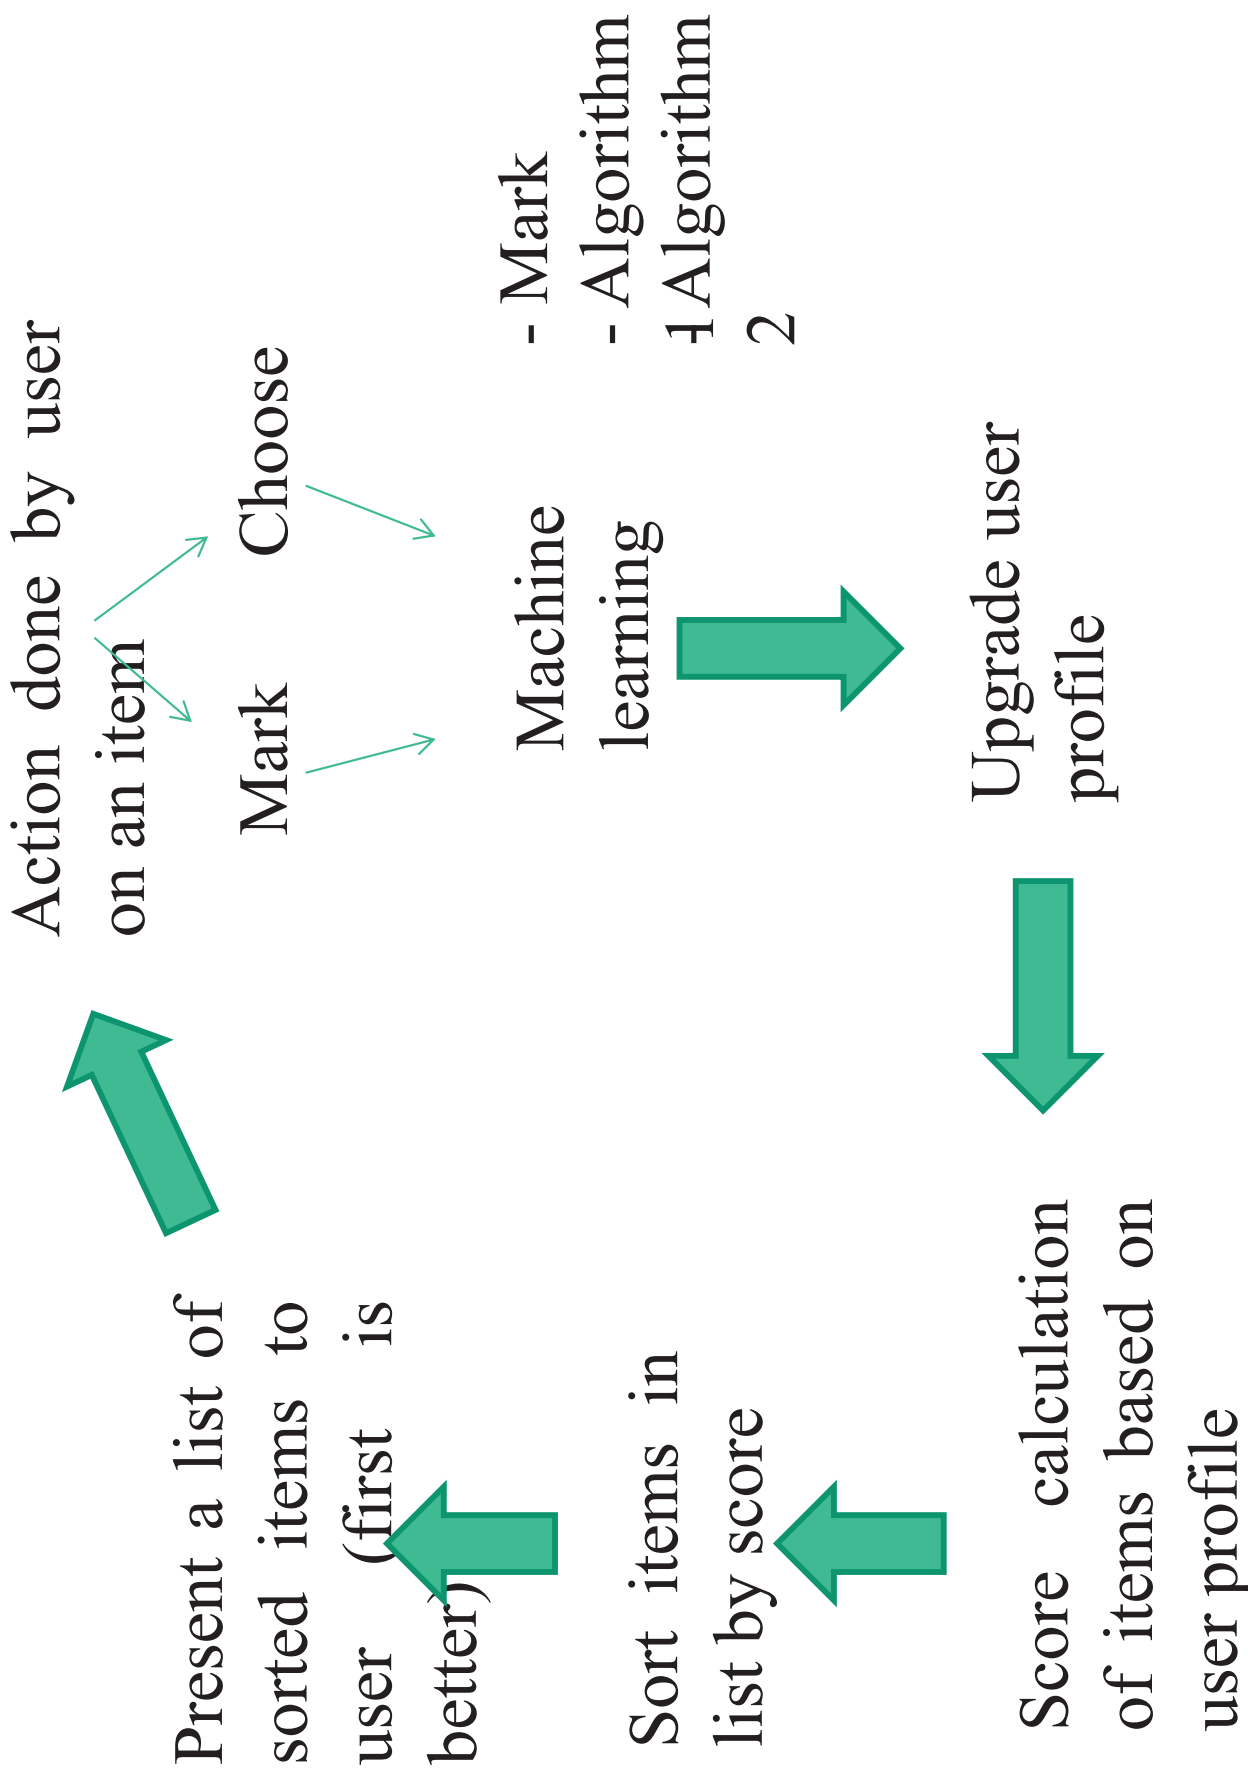 Action done by user
on an item
Mark
Choose
Machine
learning
- Mark
- Algorithm
1
- Algorithm
2
Upgrade user
profile
Score calculation
of items based on
user profile
Sort items in
list by score
Present a list of
sorted items to
user (first is
better)